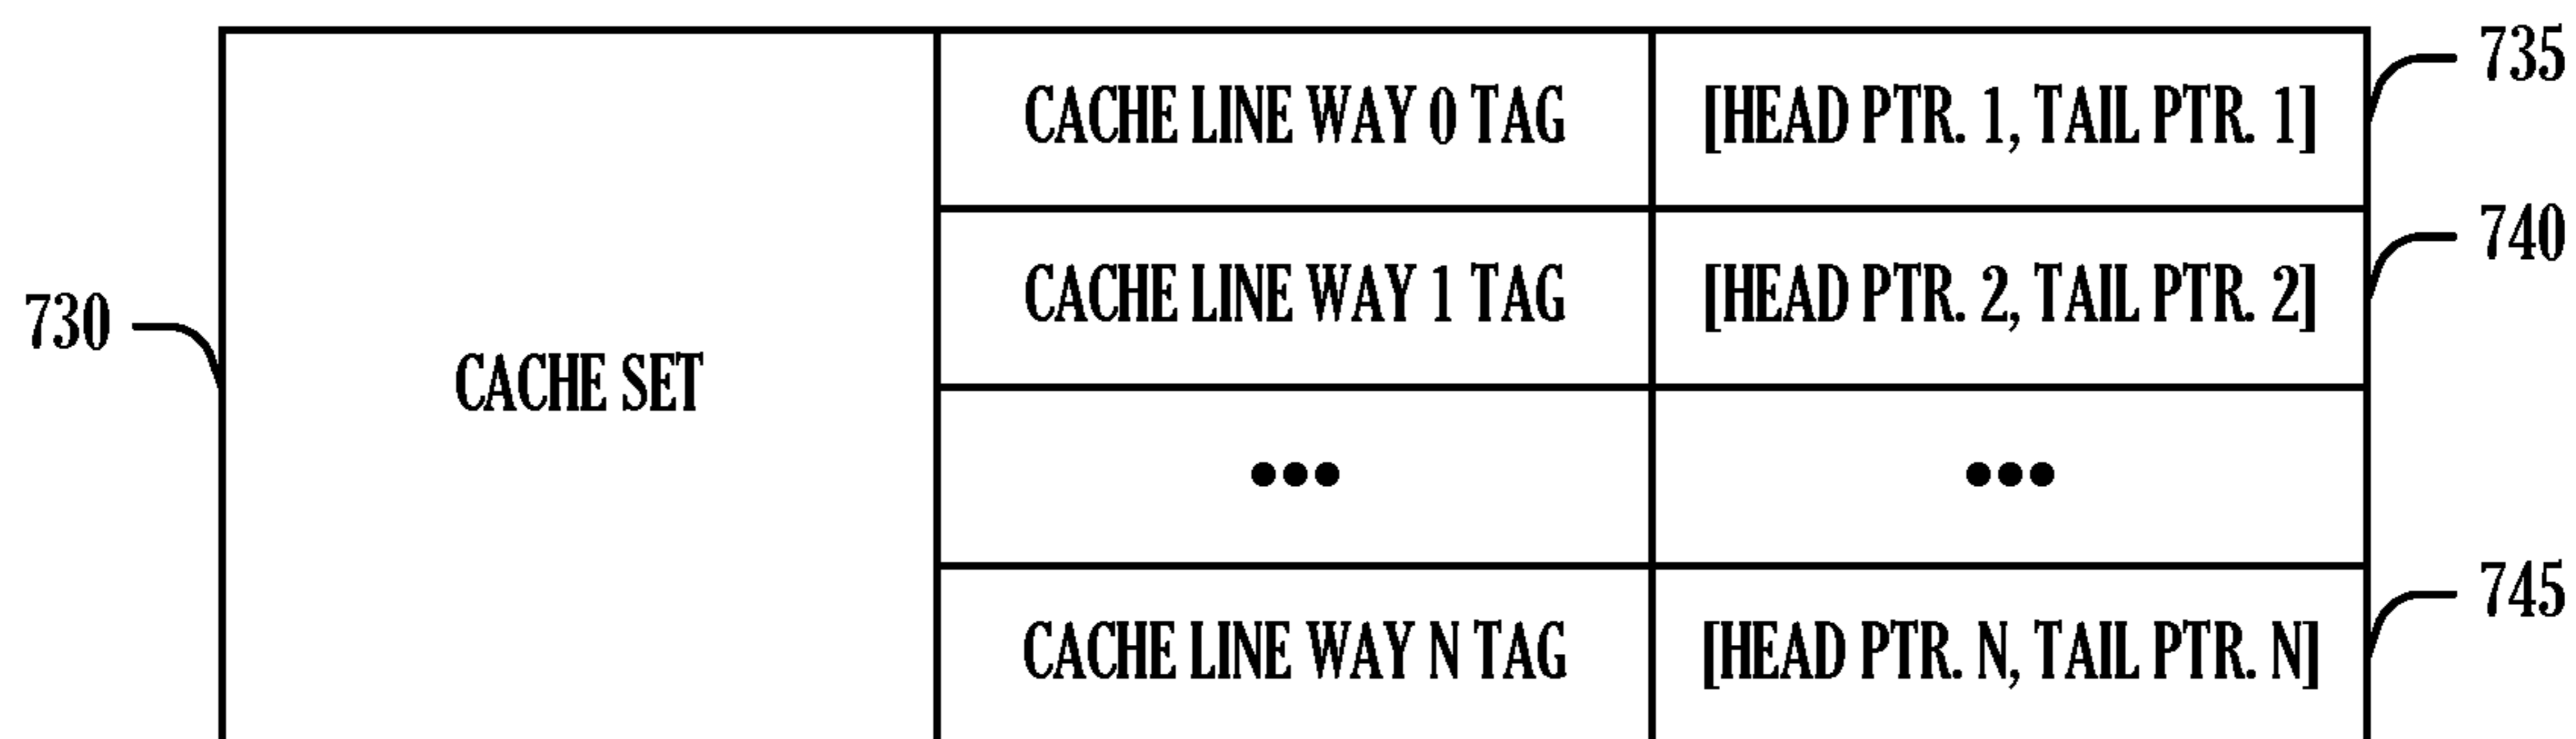 CACHE LINE WAY 0 TAG [HEAD PTR. 1, TAIL PTR. 1] 735
CACHE LINE WAY 1 TAG [HEAD PTR. 2, TAIL PTR. 2] 740
730 CACHE SET
••• •••
CACHE LINE WAY N TAG [HEAD PTR. N, TAIL PTR. N] 745